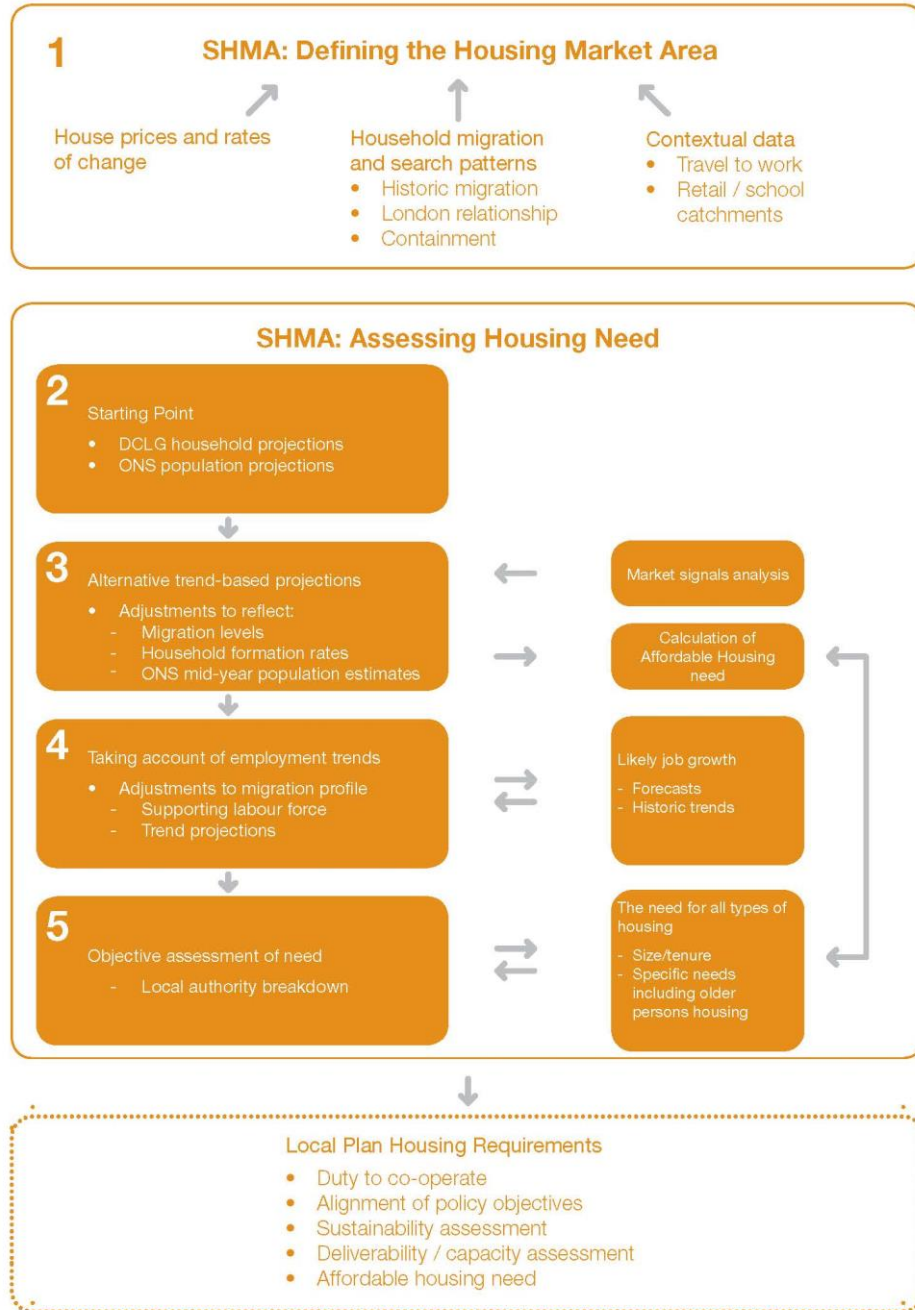 1
SHMA: Defining the Housing Market Area
House prices and rates
of change
Household migration
and search patterns
• Historic migration
• London relationship
• Containment
Contextual data
• Travel to work
• Retail / school
catchments
SHMA: Assessing Housing Need
2
Starting Point
• DCLG household projections
• ONS population projections
3
Alternative trend-based projections
• Adjustments to reflect:
- Migration levels
- Household formation rates
- ONS mid-year population estimates
Market signals analysis
Calculation of
Affordable Housing
need
4
Taking account of employment trends
• Adjustments to migration profile
- Supporting labour force
- Trend projections
Likely job growth
- Forecasts
- Historic trends
5
Objective assessment of need
- Local authority breakdown
The need for all types of
housing
- Size/tenure
- Specific needs
including older
persons housing
Local Plan Housing Requirements
• Duty to co-operate
• Alignment of policy objectives
• Sustainability assessment
• Deliverability / capacity assessment
• Affordable housing need